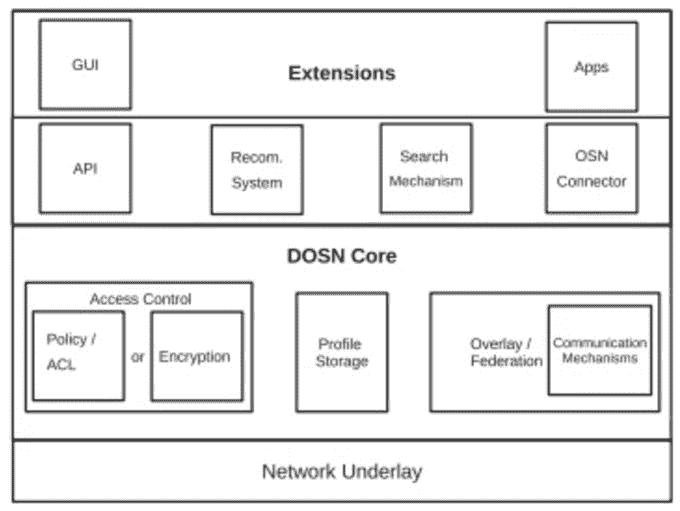 GUI
Extensions
Apps
API
Recom.
System
Search
Mechanism
OSN
Connector
DOSN Core
Access Control
Policy /
ACL
or
Encryption
Profile
Storage
Overlay /
Federation
Communication
Mechanisms
Network Underlay